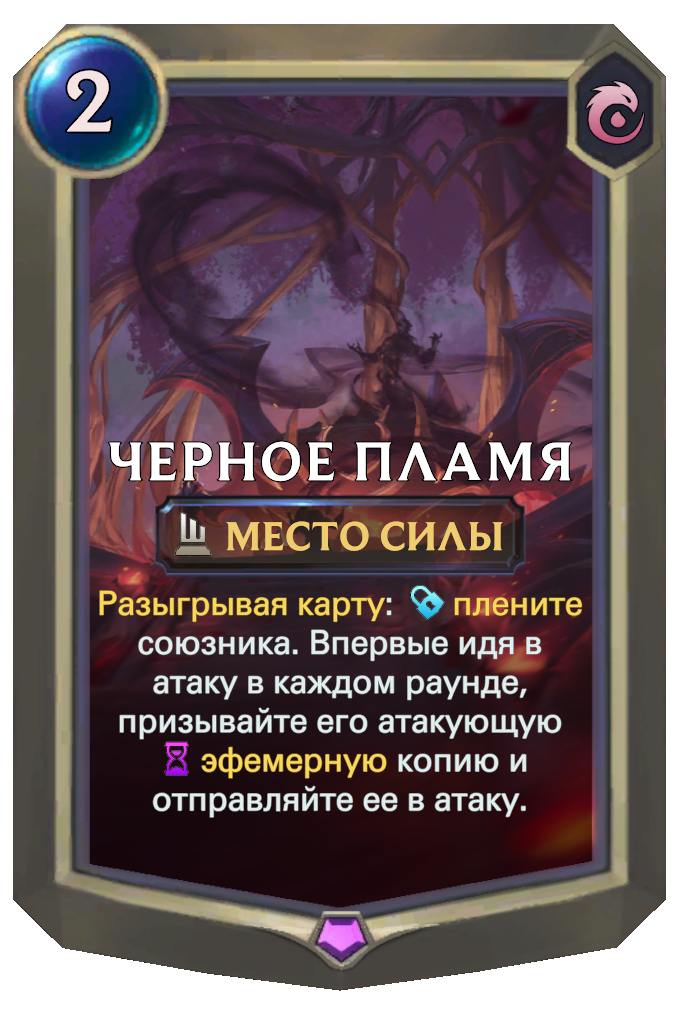 2
ЧЕРНОЕ ПЛАМЯ
МЕСТО СИЛЫ
Разыгрывая карту: плените
союзника. Впервые идя в
атаку в каждом раунде,
призывайте его атакующую
эфемерную копию и
отправляйте ее в атаку.